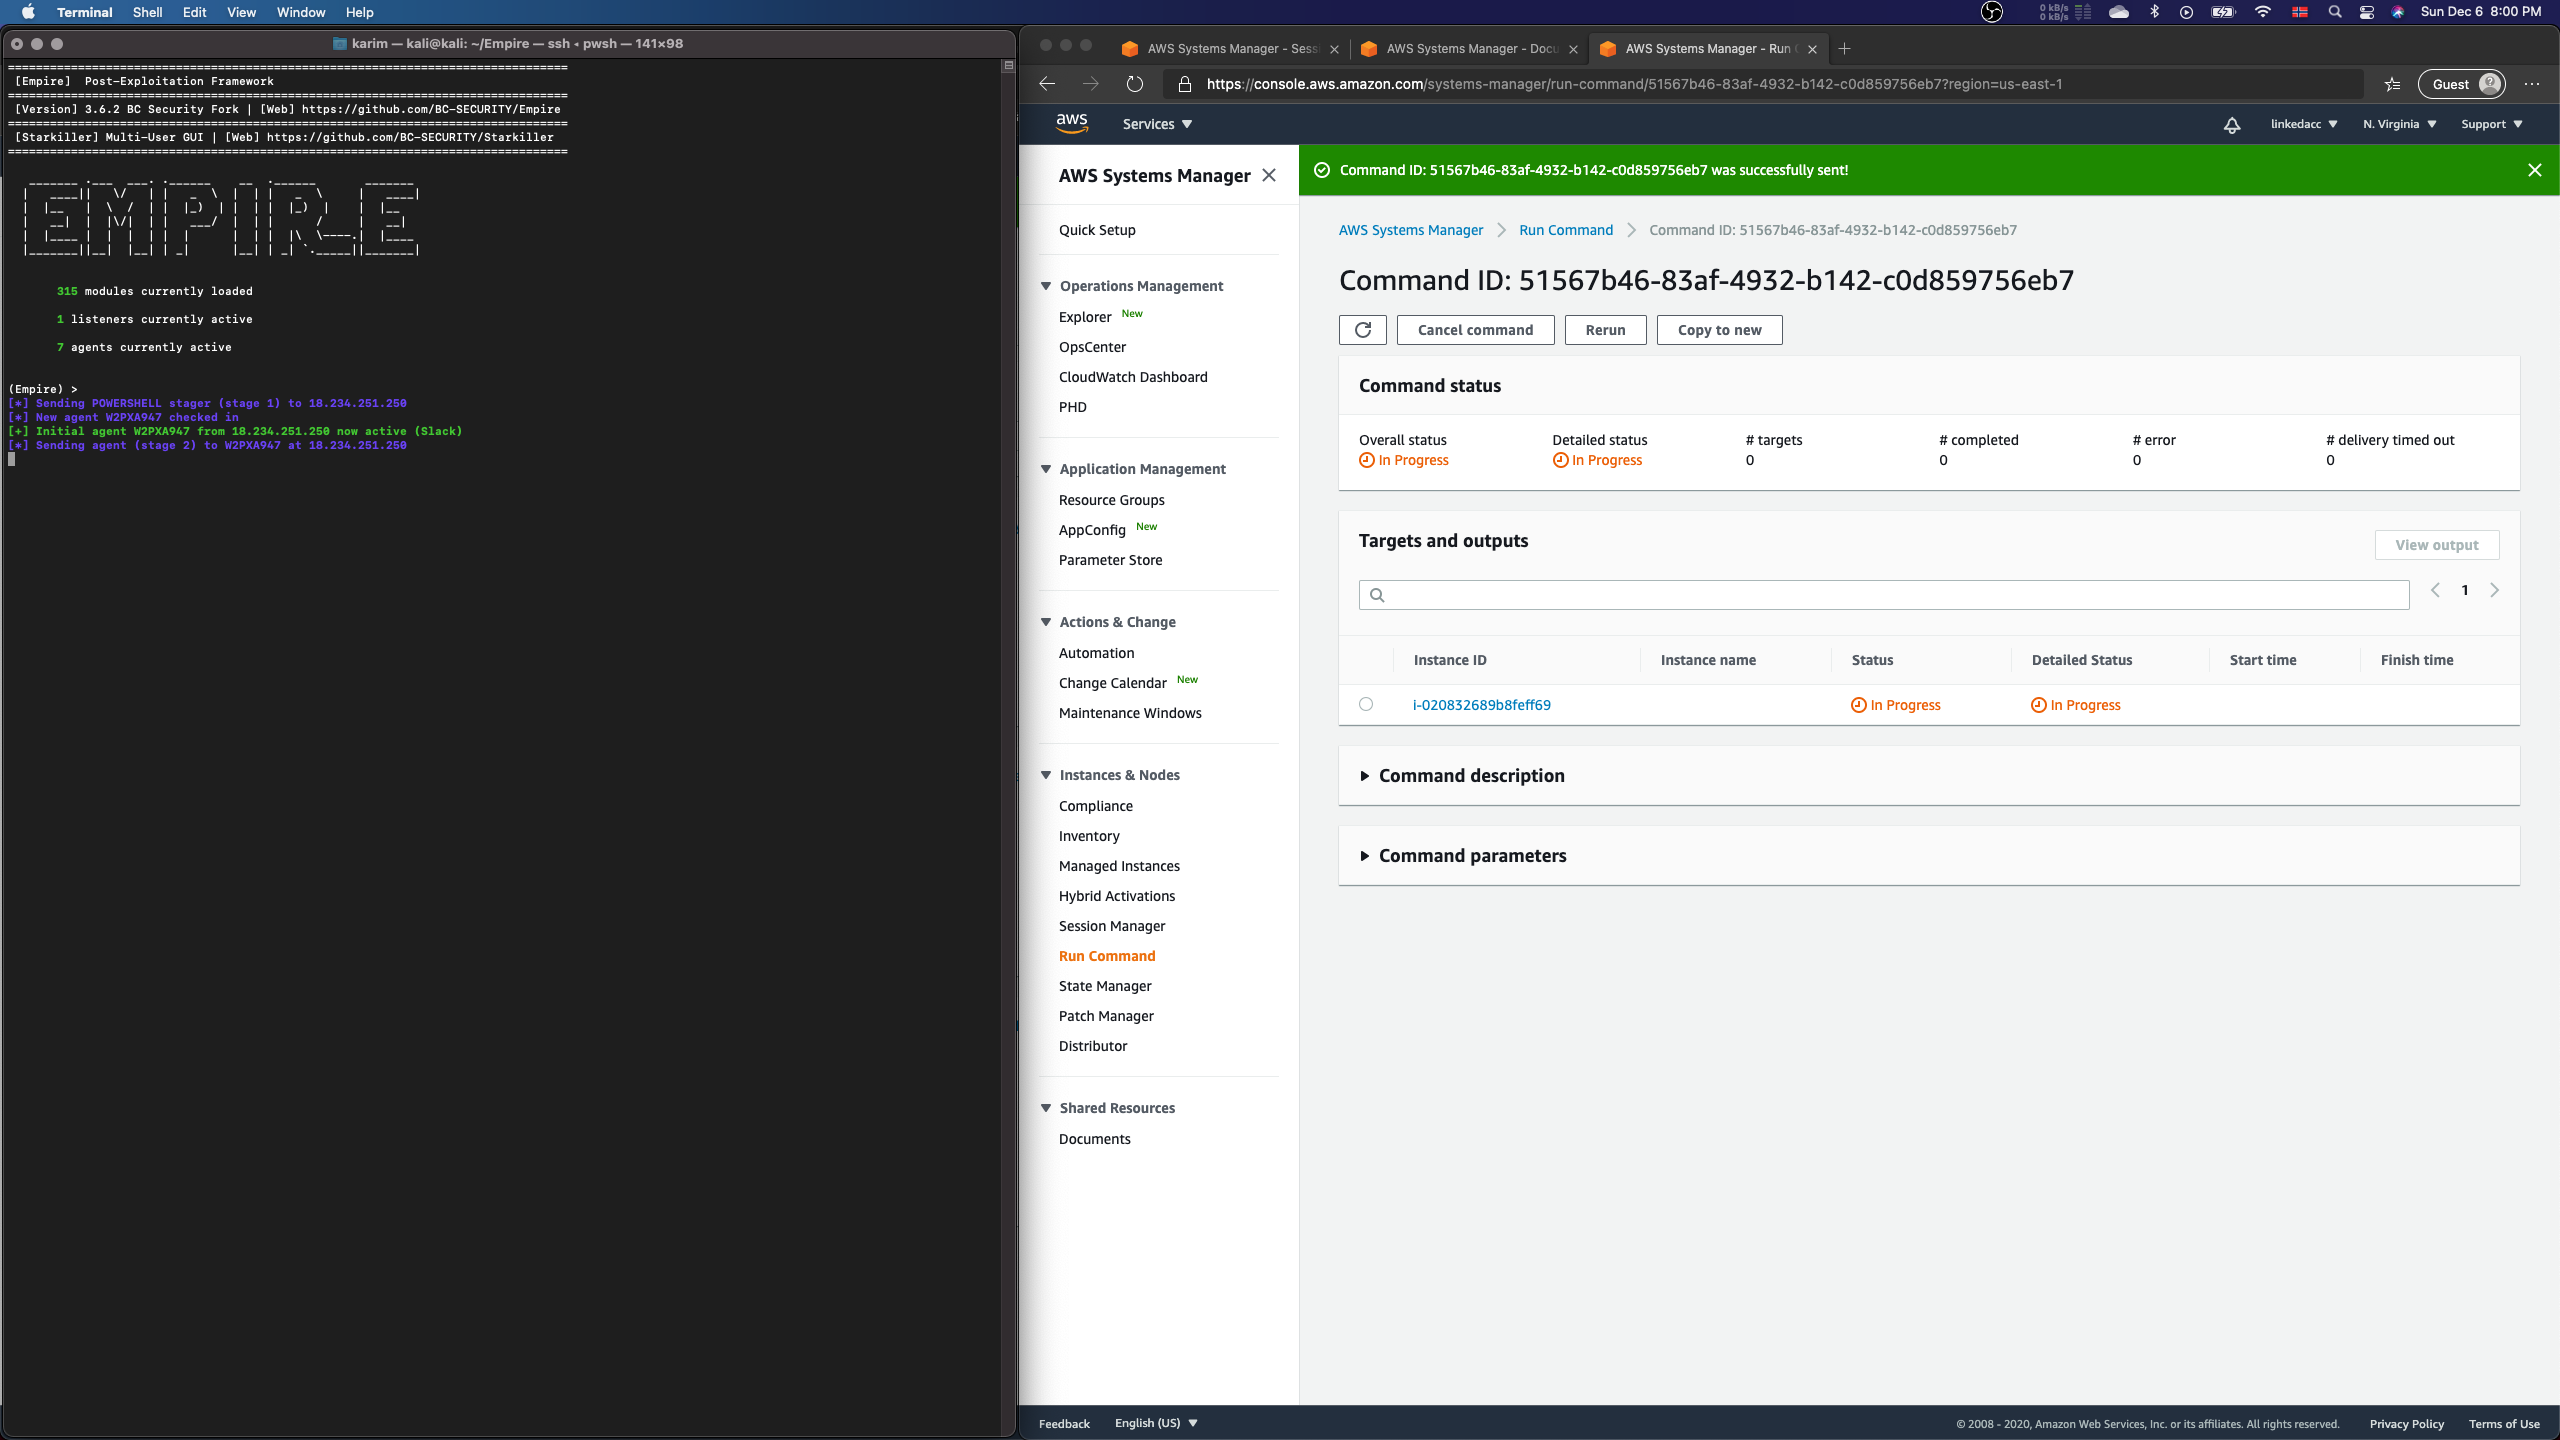 Terminal Shell Edit View Window Help
0 kB/s
0 kB/s
Sun Dec 6 8:00 PM
karim — kali@kali: ~/Empire — ssh ◂ pwsh — 141×98
================================================================================
[Empire] Post-Exploitation Framework
================================================================================
[Version] 3.6.2 BC Security Fork | [Web] https://github.com/BC-SECURITY/Empire
================================================================================
[Starkiller] Multi-User GUI | [Web] https://github.com/BC-SECURITY/Starkiller
================================================================================
EMPIRE
315 modules currently loaded
1 listeners currently active
7 agents currently active
(Empire) >
[*] Sending POWERSHELL stager (stage 1) to 18.234.251.250
[*] New agent W2PXA947 checked in
[+] Initial agent W2PXA947 from 18.234.251.250 now active (Slack)
[*] Sending agent (stage 2) to W2PXA947 at 18.234.251.250
AWS Systems Manager - Sess
AWS Systems Manager - Docu
AWS Systems Manager - Run
https://console.aws.amazon.com/systems-manager/run-command/51567b46-83af-4932-b142-c0d859756eb7?region=us-east-1
Guest
aws Services linkedacc N. Virginia Support
AWS Systems Manager
Quick Setup
Operations Management
Explorer New
OpsCenter
CloudWatch Dashboard
PHD
Application Management
Resource Groups
AppConfig New
Parameter Store
Actions & Change
Automation
Change Calendar New
Maintenance Windows
Instances & Nodes
Compliance
Inventory
Managed Instances
Hybrid Activations
Session Manager
Run Command
State Manager
Patch Manager
Distributor
Shared Resources
Documents
Command ID: 51567b46-83af-4932-b142-c0d859756eb7 was successfully sent!
AWS Systems Manager Run Command Command ID: 51567b46-83af-4932-b142-c0d859756eb7
Command ID: 51567b46-83af-4932-b142-c0d859756eb7
Cancel command Rerun Copy to new
Command status
Overall status Detailed status # targets # completed # error # delivery timed out
In Progress In Progress 0 0 0 0
Targets and outputs
View output
1
Instance ID Instance name Status Detailed Status Start time Finish time
i-020832689b8feff69 In Progress In Progress
Command description
Command parameters
Feedback English (US) © 2008 - 2020, Amazon Web Services, Inc. or its affiliates. All rights reserved. Privacy Policy Terms of Use